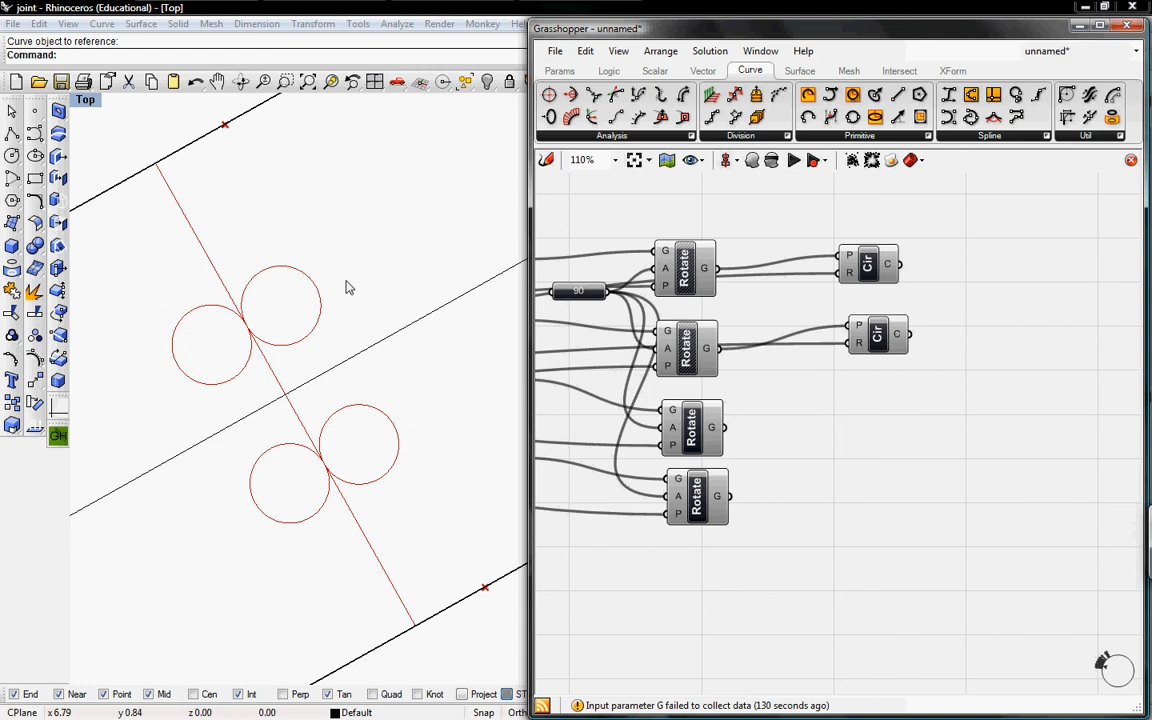 joint - Rhinoceros (Educational) - [Top]
File Edit View Curve Surface Solid Mesh Dimension Transform Tools Analyze Render Monkey
Curve object to reference:
Command:
Top
End Near Point Mid Cen Int Perp Tan Quad Knot Project
CPlane x 6.79 y 0.84 z 0.00 0.00 Default Snap
Grasshopper - unnamed*
File Edit View Arrange Solution Window Help unnamed*
Params Logic Scalar Vector Curve Surface Mesh Intersect XForm
Analysis Division Primitive Spline Util
110%
90
G A P Rotate G
G A P Rotate G
G A P Rotate G
G A P Rotate G
P R Cir C
P R Cir C
GH
Input parameter G failed to collect data (130 seconds ago)